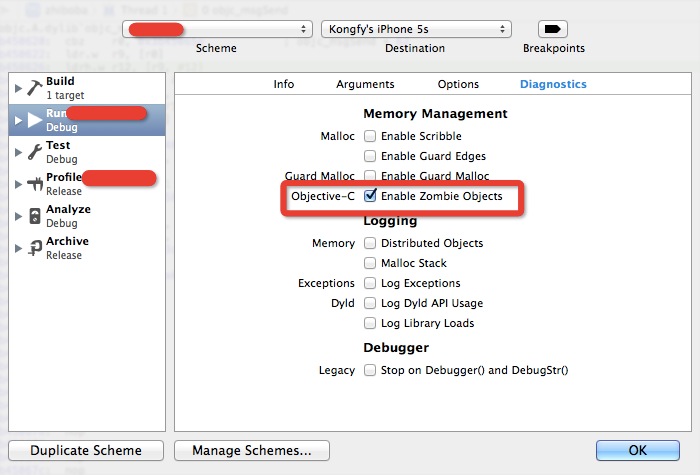 Kongfy's iPhone 5s
Scheme
Destination
Breakpoints
Build
1 target
Run
Debug
Test
Debug
Profile
Release
Analyze
Debug
Archive
Release
Info
Arguments
Options
Diagnostics
Memory Management
Malloc Enable Scribble
Enable Guard Edges
Guard Malloc Enable Guard Malloc
Objective-C Enable Zombie Objects
Logging
Memory Distributed Objects
Malloc Stack
Exceptions Log Exceptions
Dyld Log Dyld API Usage
Log Library Loads
Debugger
Legacy Stop on Debugger() and DebugStr()
Duplicate Scheme
Manage Schemes...
OK